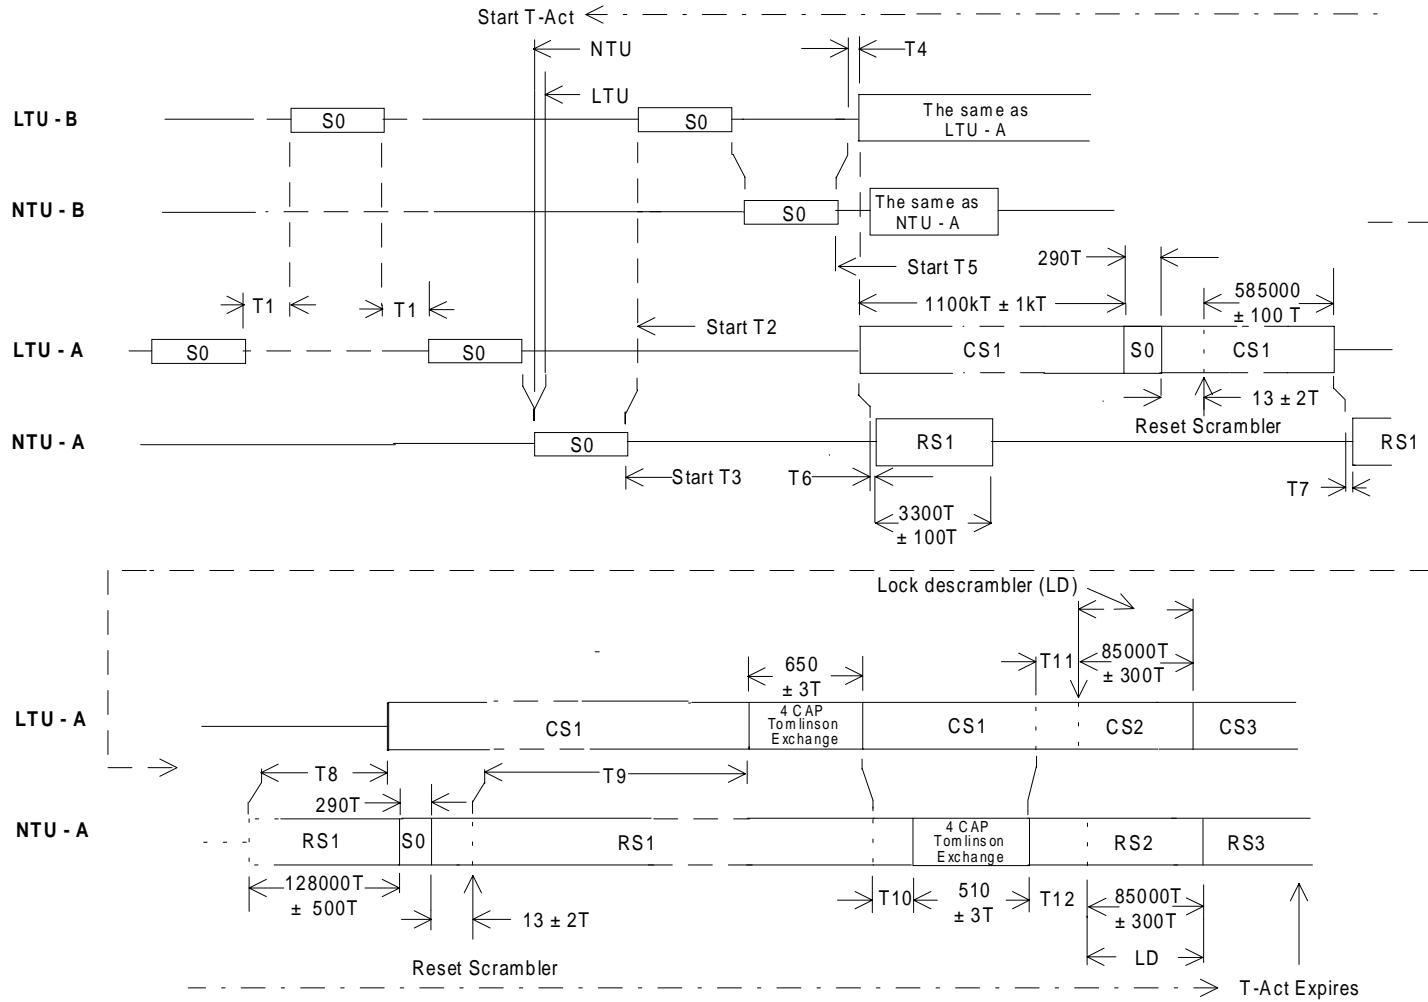 Start T-Act
NTU
T4
LTU
LTU - B
S0
S0
The same as
LTU - A
NTU - B
S0
The same as
NTU - A
Start T5
290T
T1
T1
Start T2
1100kT ± 1kT
585000
± 100 T
LTU - A
S0
S0
CS1
S0
CS1
13 ± 2T
Reset Scrambler
NTU - A
S0
RS1
RS1
Start T3
T6
T7
3300T
± 100T
Lock descrambler (LD)
650
± 3T
T11
85000T
± 300T
LTU - A
CS1
4 CAP
Tomlinson
Exchange
CS1
CS2
CS3
T8
T9
290T
NTU - A
RS1
S0
RS1
4 CAP
Tomlinson
Exchange
RS2
RS3
128000T
± 500T
13 ± 2T
T10
510
± 3T
T12
85000T
± 300T
LD
Reset Scrambler
T-Act Expires